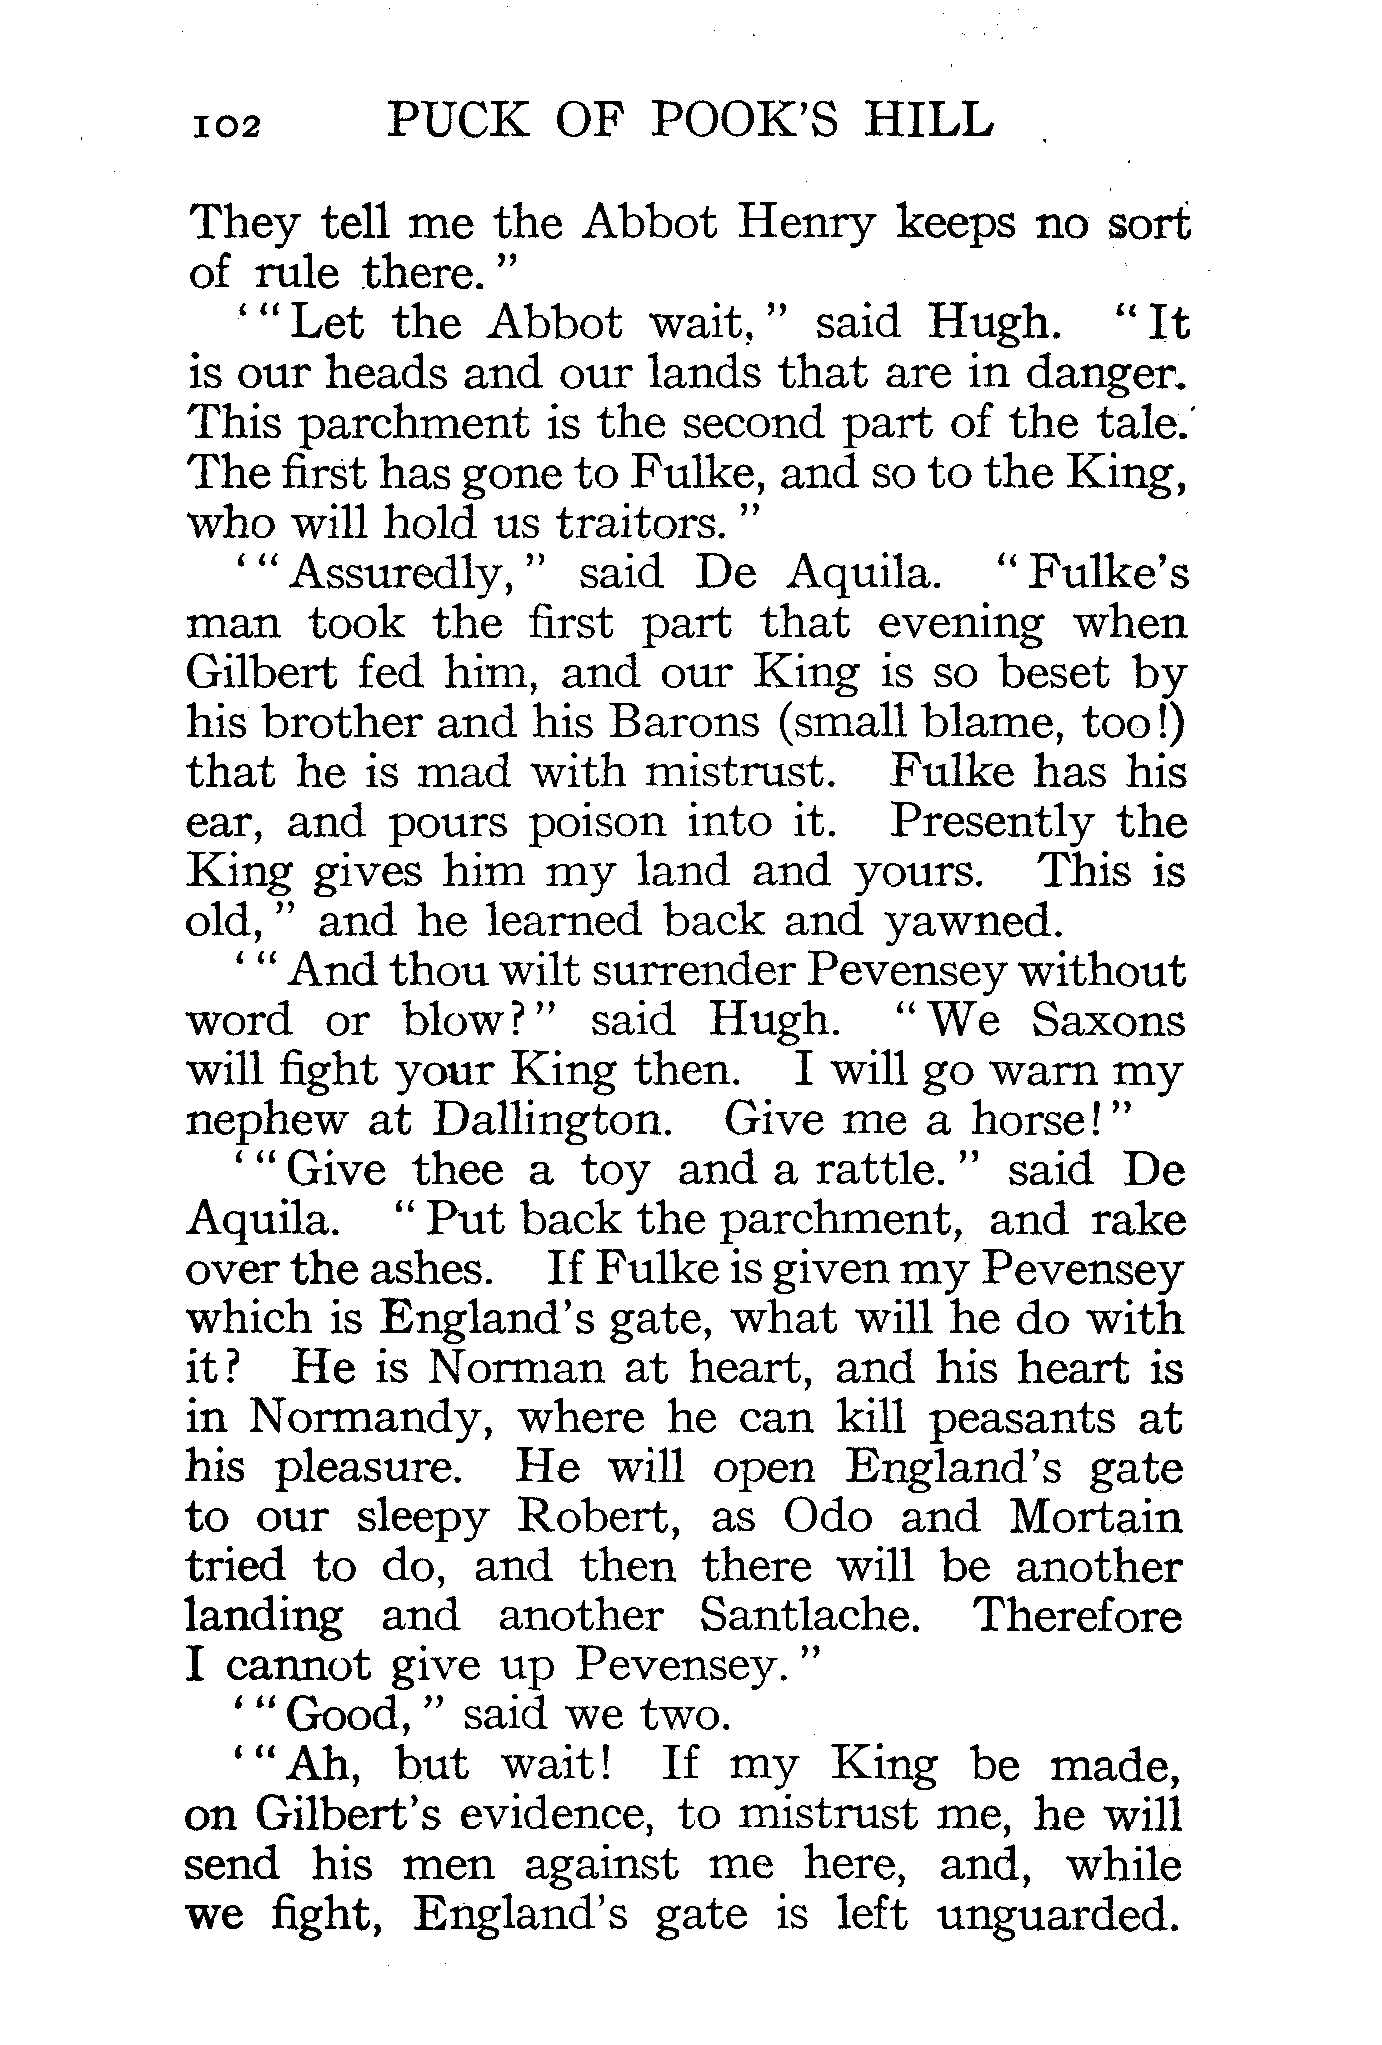 102 PUCK OF POOK'S HILL
They tell me the Abbot Henry keeps no sort
of rule there."
'"Let the Abbot wait," said Hugh. "It
is our heads and our lands that are in danger.
This parchment is the second part of the tale.
The first has gone to Fulke, and so to the King,
who will hold us traitors."
'"Assuredly," said De Aquila. "Fulke's
man took the first part that evening when
Gilbert fed him, and our King is so beset by
his brother and his Barons (small blame, too!)
that he is mad with mistrust. Fulke has his
ear, and pours poison into it. Presently the
King gives him my land and yours. This is
old," and he learned back and yawned.
'"And thou wilt surrender Pevensey without
word or blow?" said Hugh. "We Saxons
will fight your King then. I will go warn my
nephew at Dallington. Give me a horse!"
'"Give thee a toy and a rattle." said De
Aquila. "Put back the parchment, and rake
over the ashes. If Fulke is given my Pevensey
which is England's gate, what will he do with
it? He is Norman at heart, and his heart is
in Normandy, where he can kill peasants at
his pleasure. He will open England's gate
to our sleepy Robert, as Odo and Mortain
tried to do, and then there will be another
landing and another Santlache. Therefore
I cannot give up Pevensey."
'"Good," said we two.
'"Ah, but wait! If my King be made,
on Gilbert's evidence, to mistrust me, he will
send his men against me here, and, while
we fight, England's gate is left unguarded.